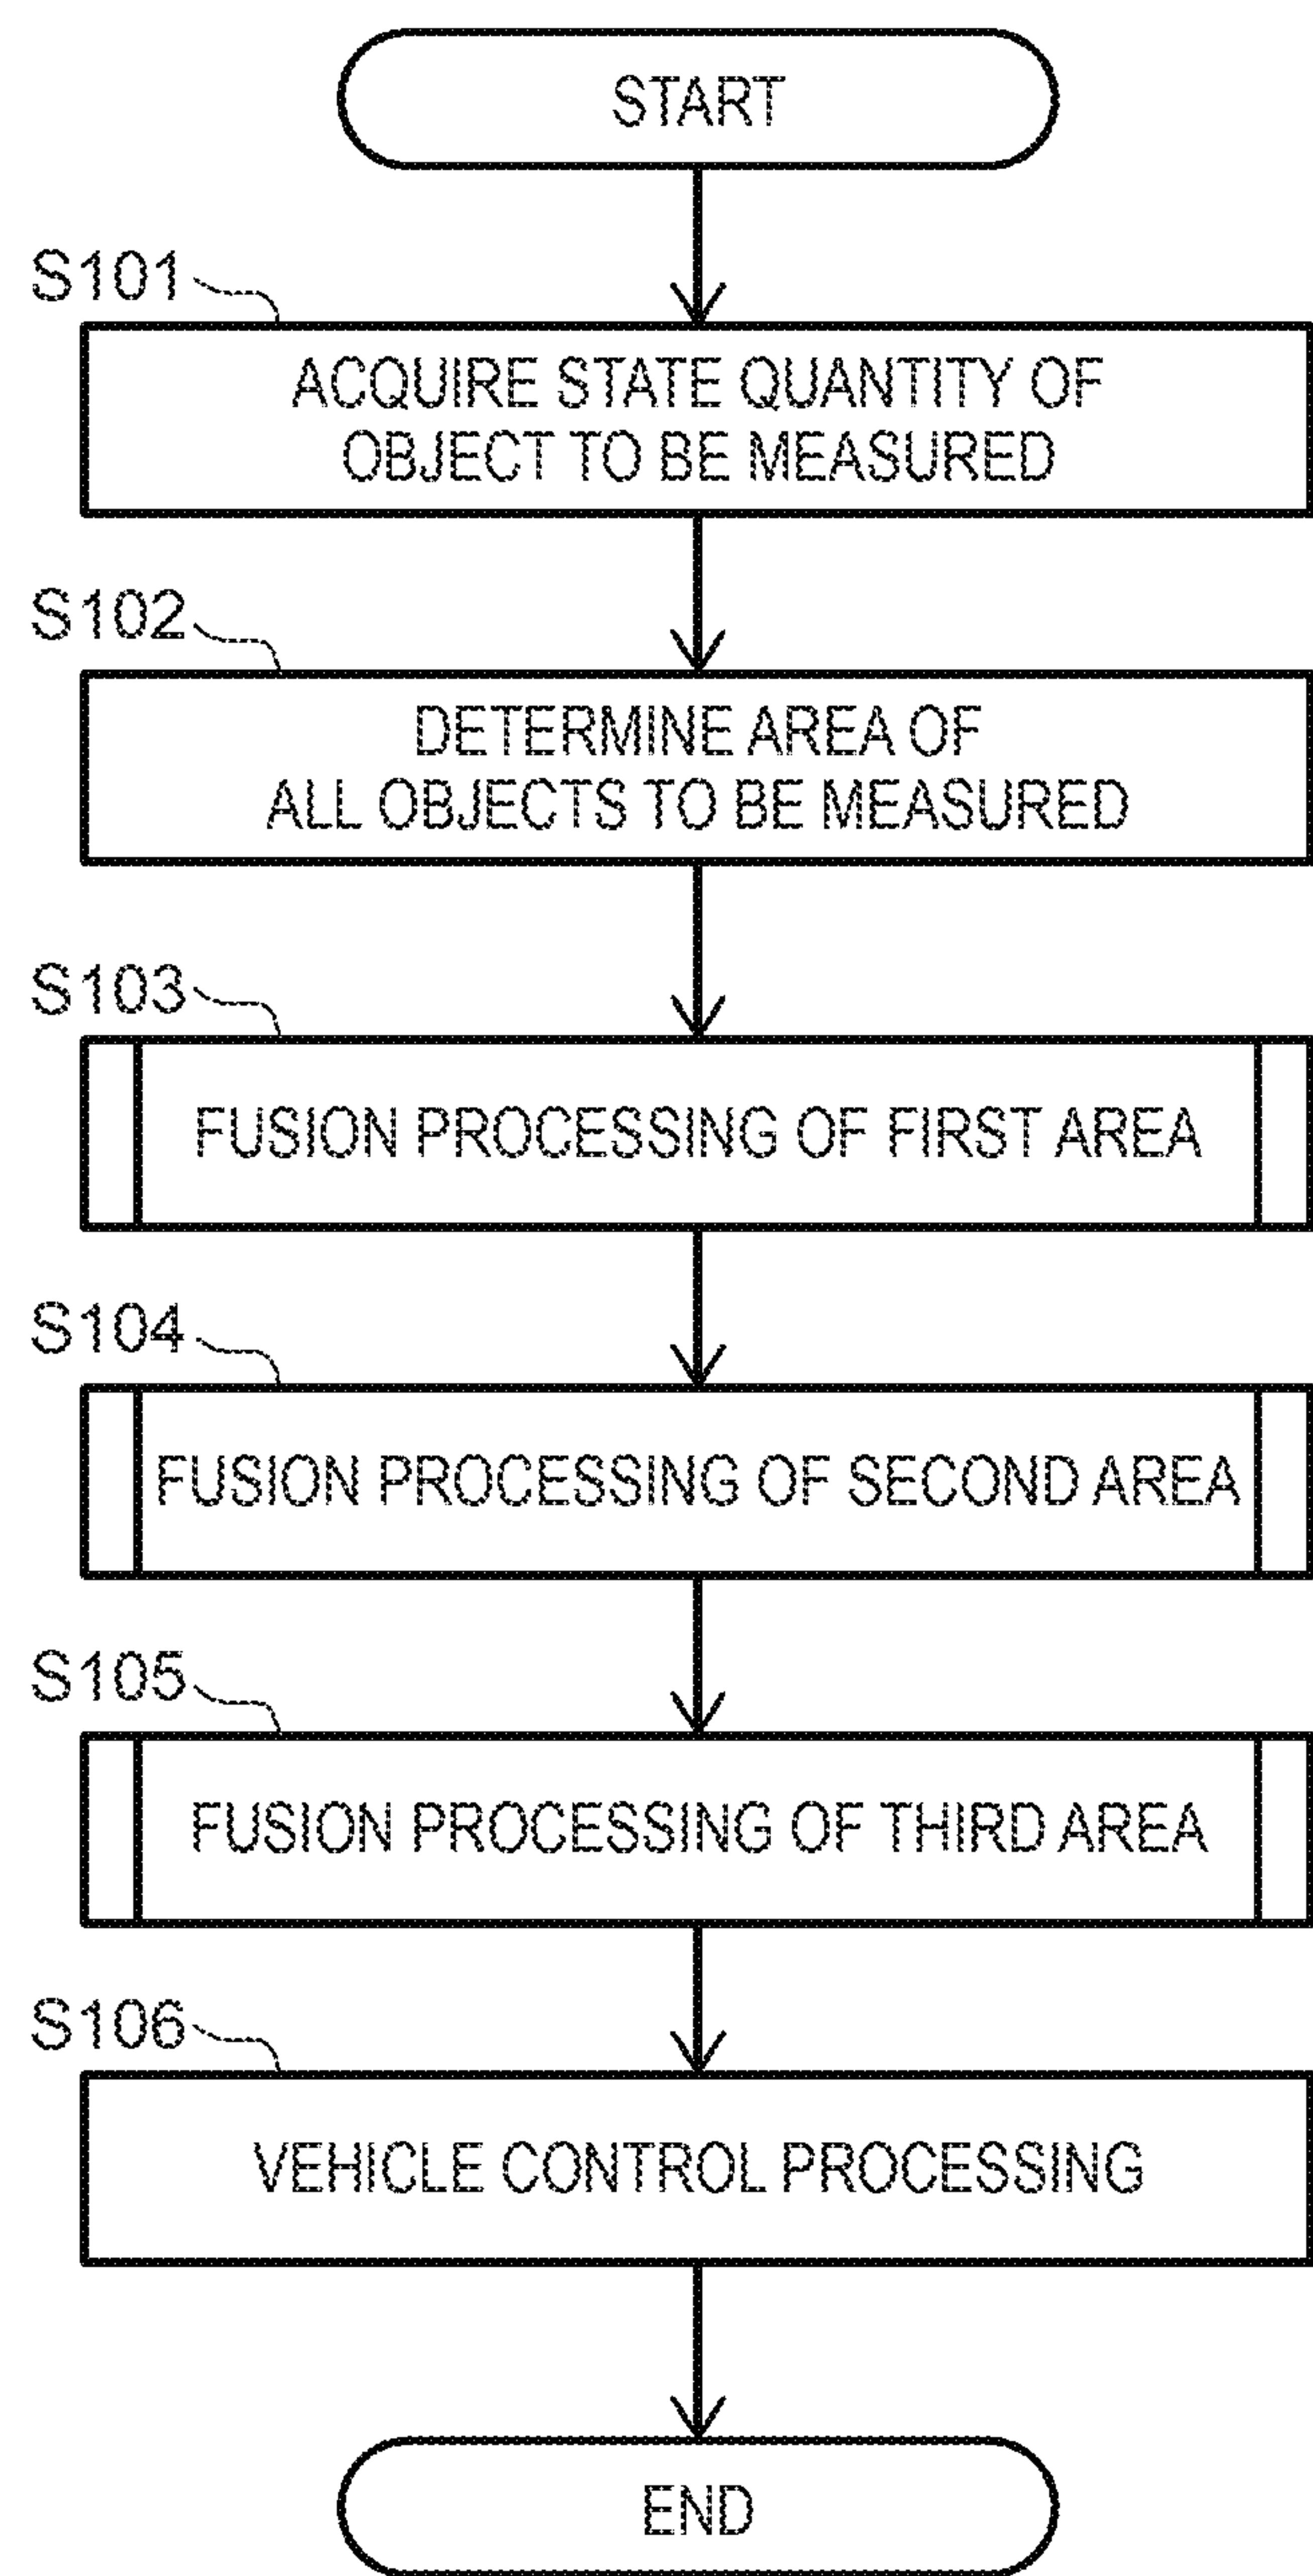 START
S101
ACQUIRE STATE QUANTITY OF
OBJECT TO BE MEASURED
S102
DETERMINE AREA OF
ALL OBJECTS TO BE MEASURED
S103
FUSION PROCESSING OF FIRST AREA
S104
FUSION PROCESSING OF SECOND AREA
S105
FUSION PROCESSING OF THIRD AREA
S106
VEHICLE CONTROL PROCESSING
END